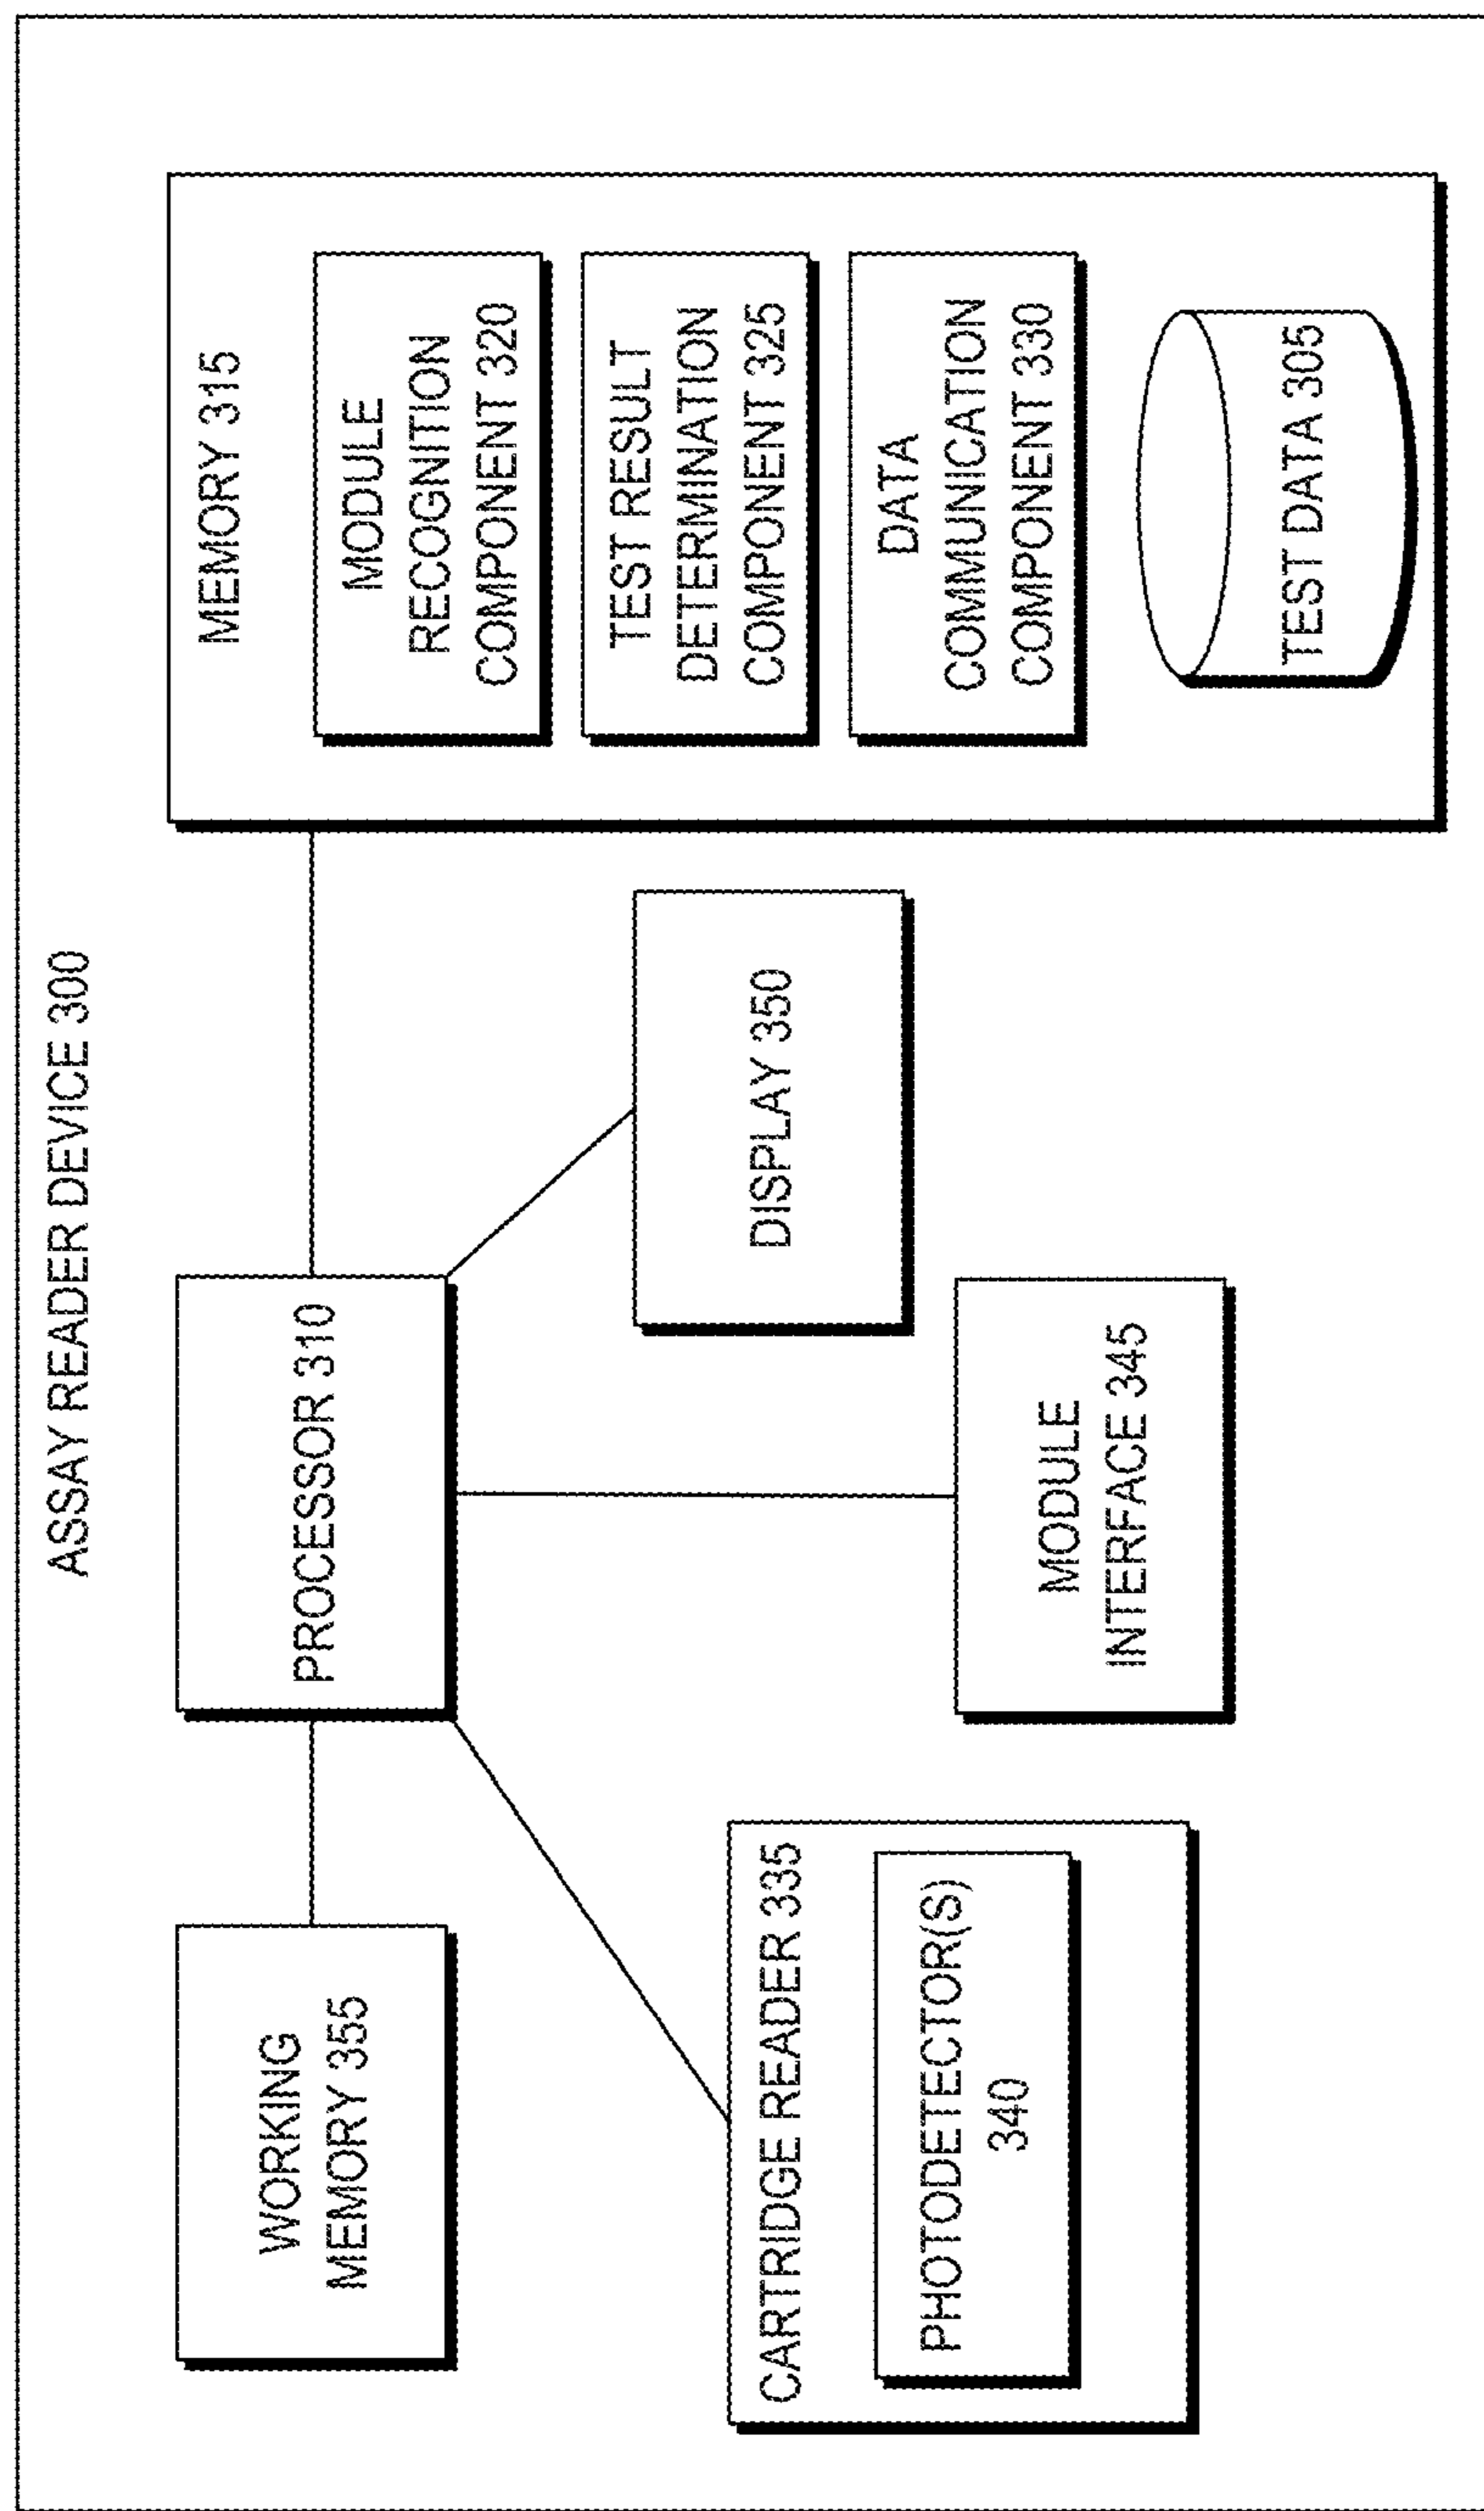 ASSAY READER DEVICE 300
WORKING
MEMORY 355
PROCESSOR 310
MEMORY 315
MODULE
RECOGNITION
COMPONENT 320
TEST RESULT
DETERMINATION
COMPONENT 325
DATA
COMMUNICATION
COMPONENT 330
TEST DATA 305
CARTRIDGE READER 335
PHOTODETECTOR(S)
340
MODULE
INTERFACE 345
DISPLAY 350